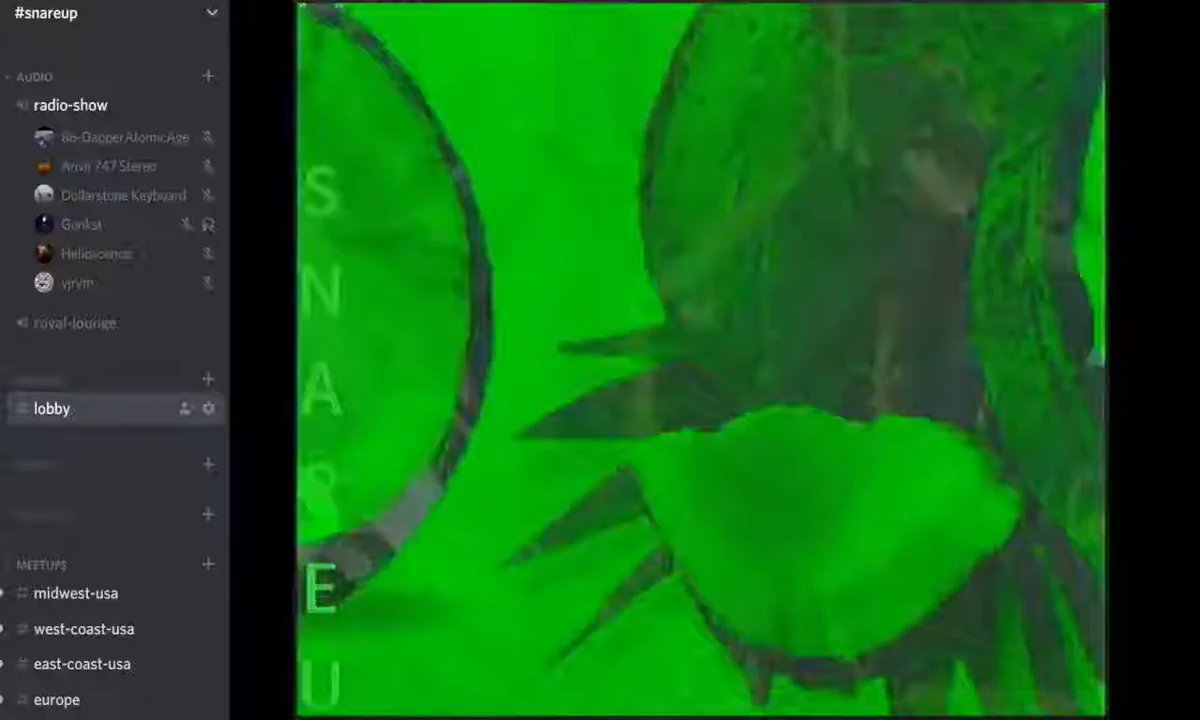 #snareup
AUDIO
radio-show
86-DapperAtomicAge
Anvil 747 Stereo
Dollarstone Keyboard
Gonkst
vjrvm
royal-lounge
lobby
MEETUPS
midwest-usa
west-coast-usa
east-coast-usa
europe
S
N
A
E
U